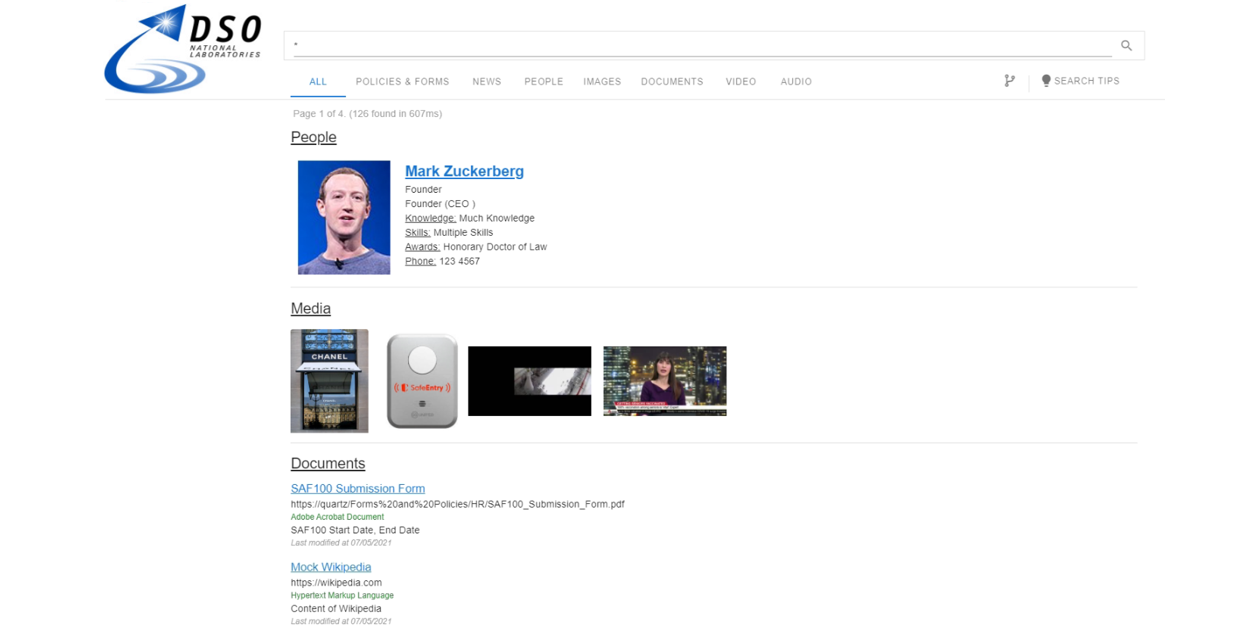 DSO
NATIONAL
LABORATORIES
*
ALL POLICIES & FORMS NEWS PEOPLE IMAGES DOCUMENTS VIDEO AUDIO SEARCH TIPS
Page 1 of 4. (126 found in 607ms)
People
Mark Zuckerberg
Founder
Founder (CEO )
Knowledge: Much Knowledge
Skills: Multiple Skills
Awards: Honorary Doctor of Law
Phone: 123 4567
Media
CHANEL
SafeEntry
Documents
SAF100 Submission Form
https://quartz/Forms%20and%20Policies/HR/SAF100_Submission_Form.pdf
Adobe Acrobat Document
SAF100 Start Date, End Date
Last modified at 07/05/2021
Mock Wikipedia
https://wikipedia.com
Hypertext Markup Language
Content of Wikipedia
Last modified at 07/05/2021